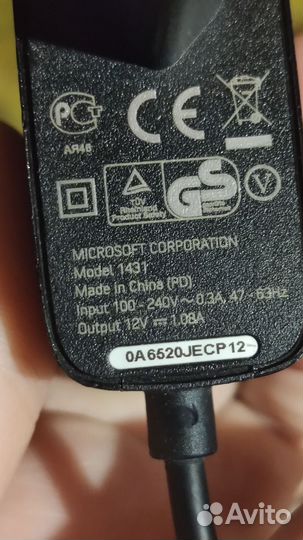 PCT
АЯ46
CE
TÜV
Rheinland
Product Safety
GS
V
MICROSOFT CORPORATION
Model 1431
Made in China (PD)
Input 100 - 240V ~ 0.3A, 47 - 63Hz
Output 12V ⎓ 1.08A
0A6520JECP12
Avito